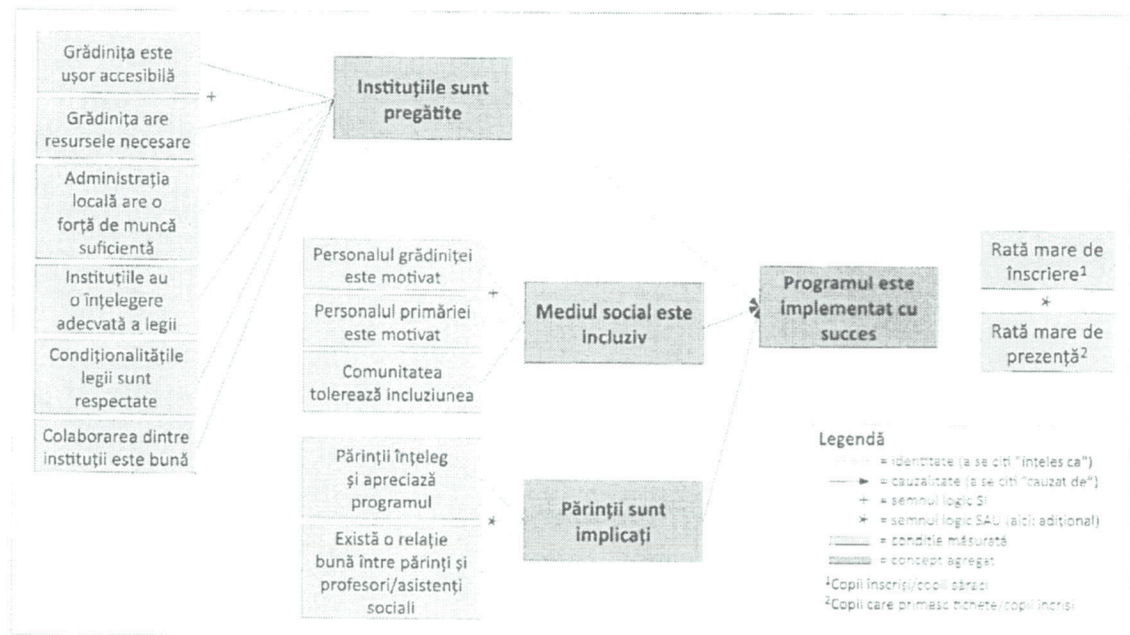 Grădinița este
ușor accesibilă
+
Grădinița are
resursele necesare
Administrația
locală are o
forță de muncă
suficientă
Instituțiile au
o înțelegere
adecvată a legii
Condiționalitățile
legii sunt
respectate
Colaborarea dintre
instituții este bună
Instituțiile sunt
pregătite
Personalul grădiniței
este motivat
+
Personalul primăriei
este motivat
Comunitatea
tolerează incluziunea
Mediul social este
incluziv
Părinții înțeleg
și apreciază
programul
*
Există o relație
bună între părinți și
profesori/asistenți
sociali
Părinții sunt
implicați
Programul este
implementat cu
succes
Rată mare de
înscriere¹
*
Rată mare de
prezență²
Legendă
= identitate (a se citi "înteles ca")
= cauzalitate (a se citi "cauzat de")
+ = semnul logic ȘI
* = semnul logic SAU (aici: adițional)
= condiție măsurată
= concept agregat
¹Copii înscriși/copii săraci
²Copii care primesc tichete/copii încriși